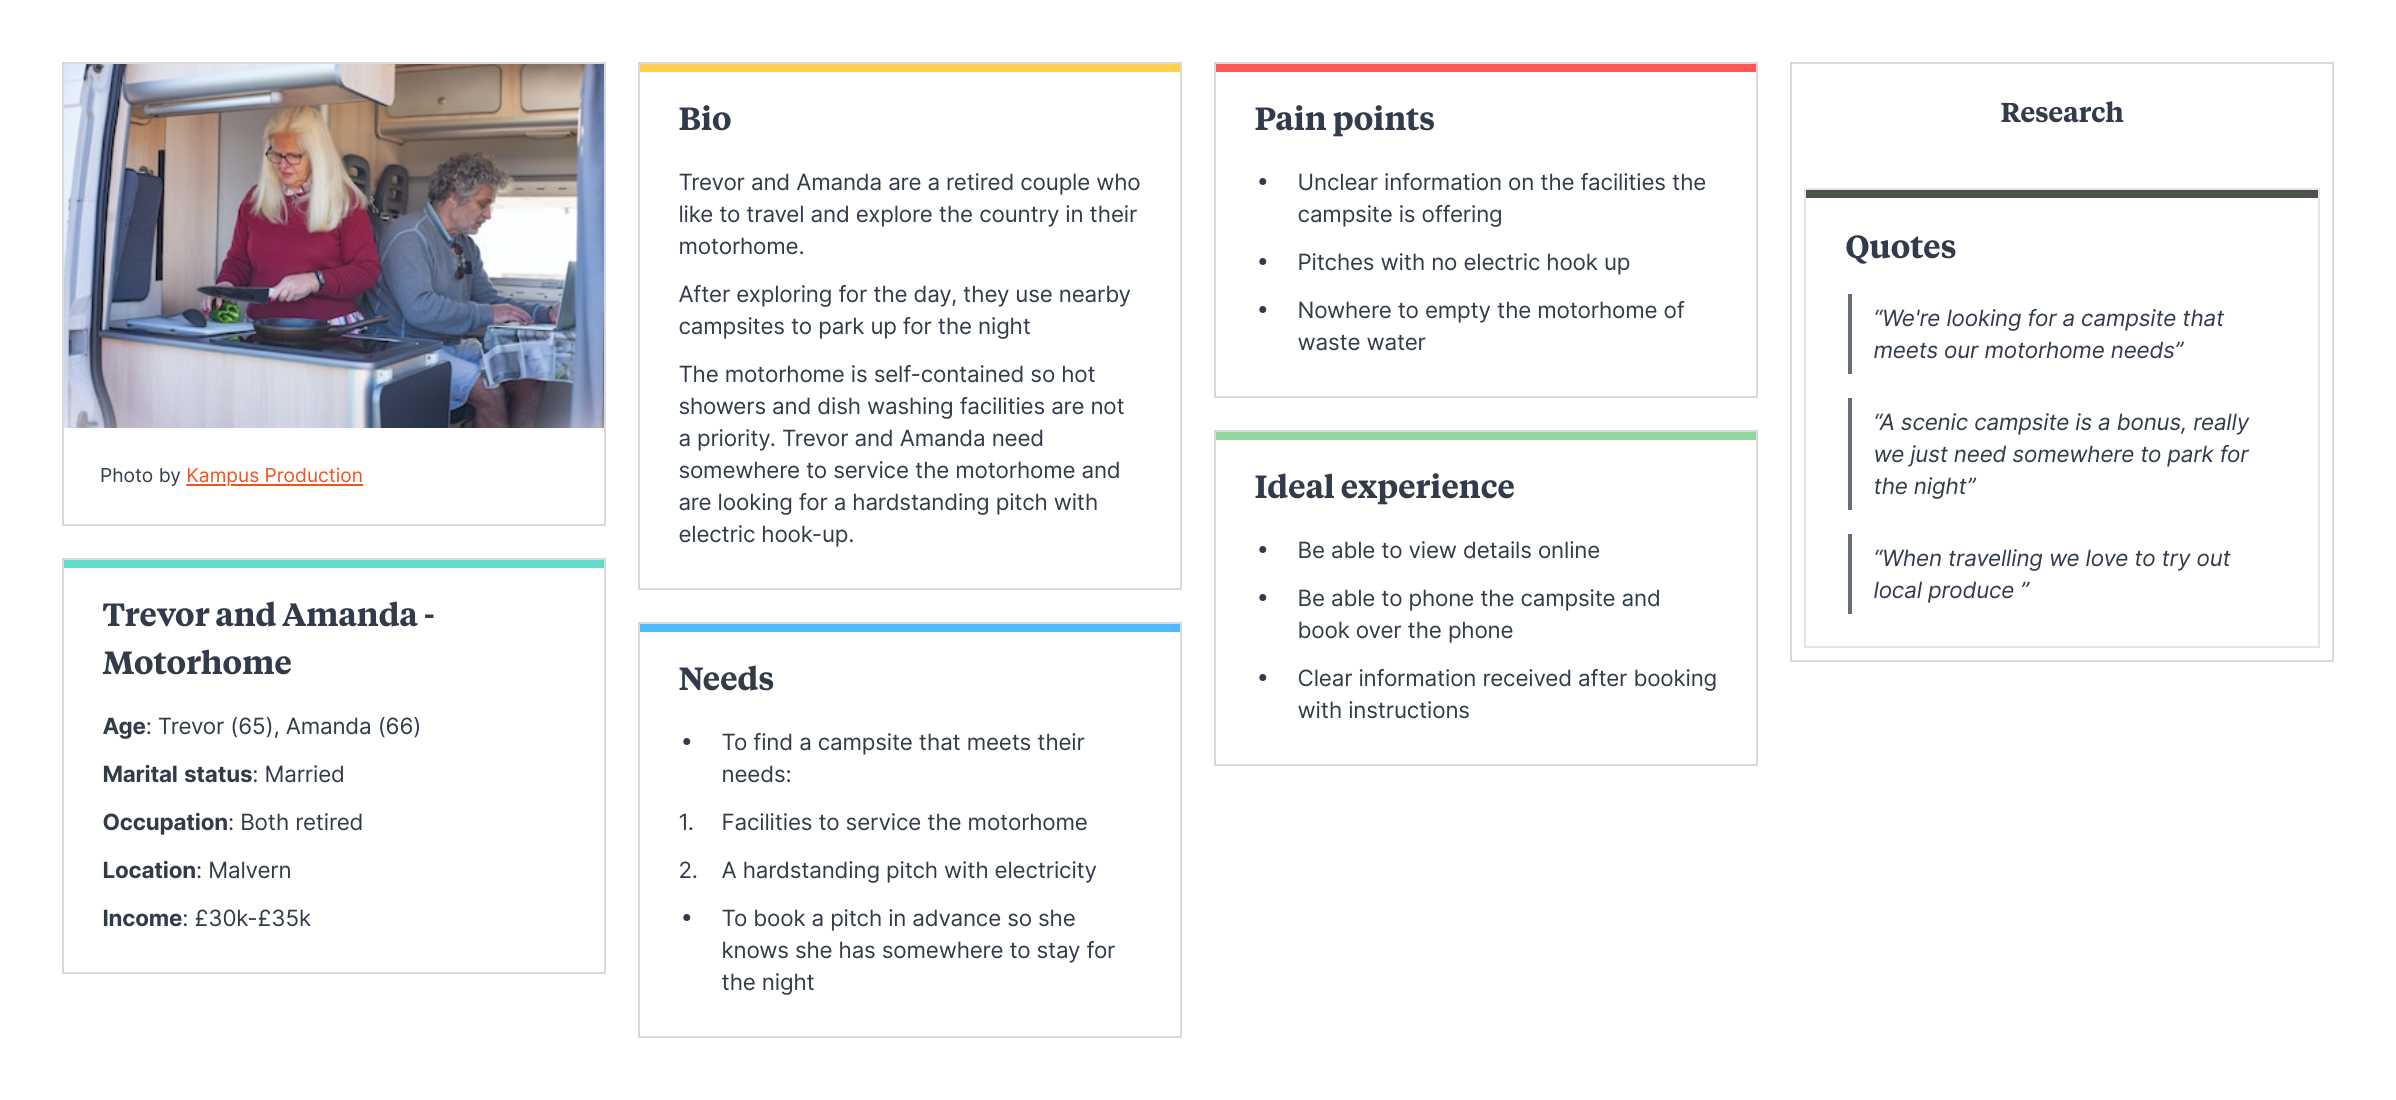 Photo by Kampus Production
Trevor and Amanda -
Motorhome
Age: Trevor (65), Amanda (66)
Marital status: Married
Occupation: Both retired
Location: Malvern
Income: £30k-£35k
Bio
Trevor and Amanda are a retired couple who
like to travel and explore the country in their
motorhome.
After exploring for the day, they use nearby
campsites to park up for the night
The motorhome is self-contained so hot
showers and dish washing facilities are not
a priority. Trevor and Amanda need
somewhere to service the motorhome and
are looking for a hardstanding pitch with
electric hook-up.
Needs
• To find a campsite that meets their
needs:
1. Facilities to service the motorhome
2. A hardstanding pitch with electricity
• To book a pitch in advance so she
knows she has somewhere to stay for
the night
Pain points
• Unclear information on the facilities the
campsite is offering
• Pitches with no electric hook up
• Nowhere to empty the motorhome of
waste water
Ideal experience
• Be able to view details online
• Be able to phone the campsite and
book over the phone
• Clear information received after booking
with instructions
Research
Quotes
“We're looking for a campsite that
meets our motorhome needs”
“A scenic campsite is a bonus, really
we just need somewhere to park for
the night”
“When travelling we love to try out
local produce ”